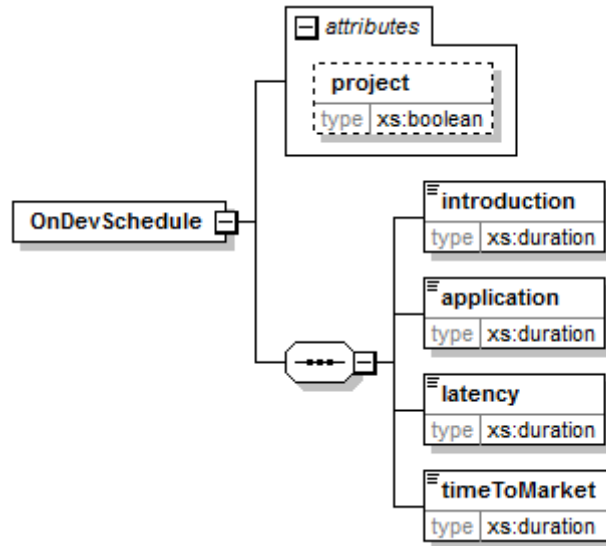 attributes
project
type xs:boolean
OnDevSchedule
introduction
type xs:duration
application
type xs:duration
latency
type xs:duration
timeToMarket
type xs:duration